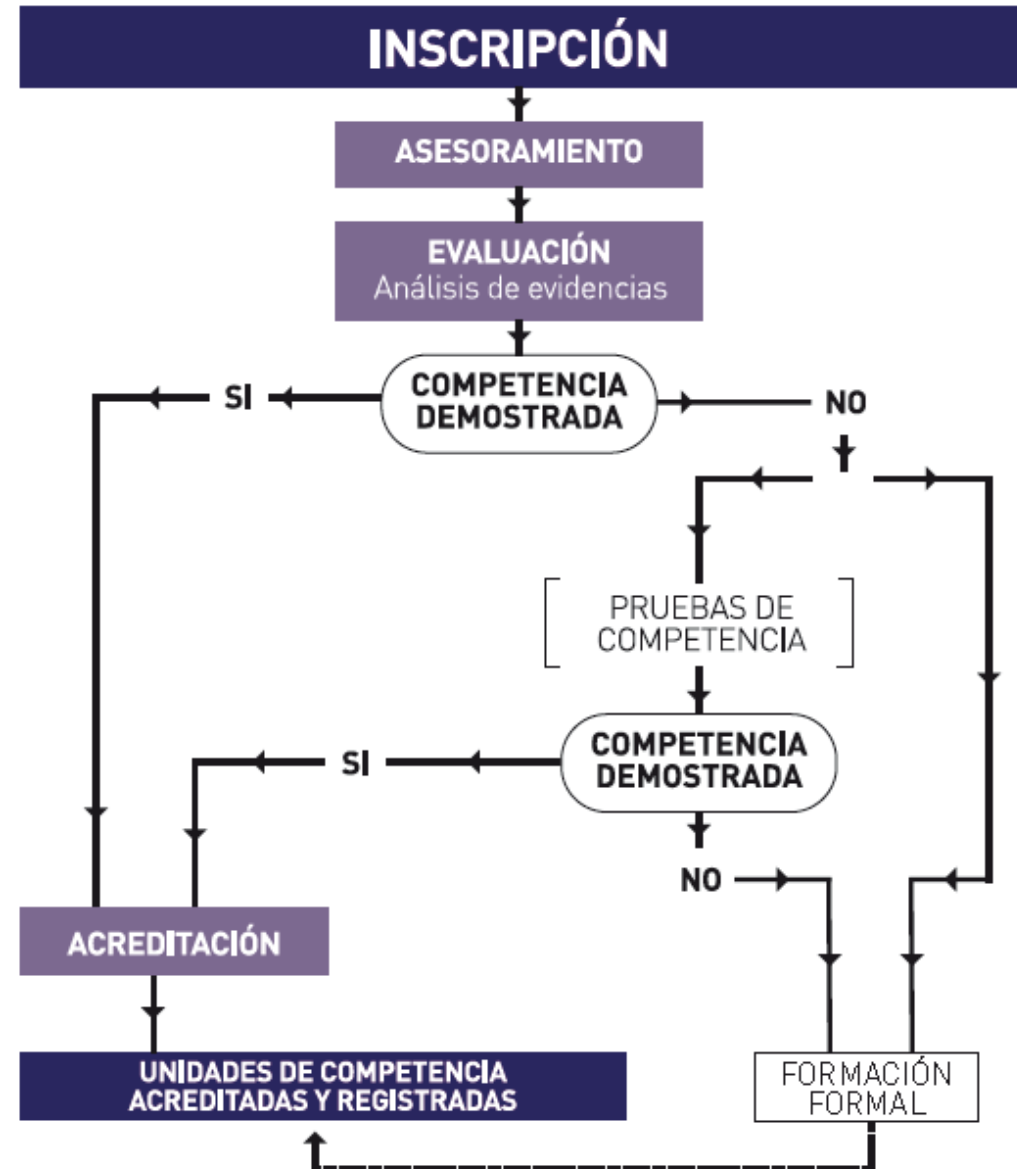 INSCRIPCIÓN
ASESORAMIENTO
EVALUACIÓN
Análisis de evidencias
COMPETENCIA
DEMOSTRADA
SI
NO
PRUEBAS DE
COMPETENCIA
COMPETENCIA
DEMOSTRADA
SI
NO
ACREDITACIÓN
UNIDADES DE COMPETENCIA
ACREDITADAS Y REGISTRADAS
FORMACIÓN
FORMAL